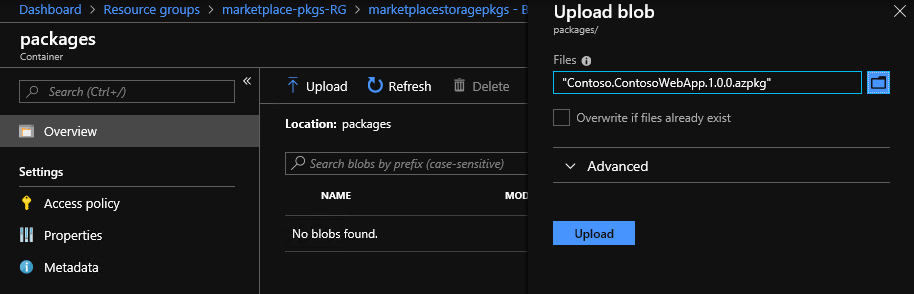 Dashboard > Resource groups > marketplace-pkgs-RG > marketplacestoragepkgs - B
packages
Container
Search (Ctrl+/)
Overview
Settings
Access policy
Properties
Metadata
Upload
Refresh
Delete
Location: packages
Search blobs by prefix (case-sensitive)
NAME MOD
No blobs found.
Upload blob
packages/
Files
"Contoso.ContosoWebApp.1.0.0.azpkg"
Overwrite if files already exist
Advanced
Upload